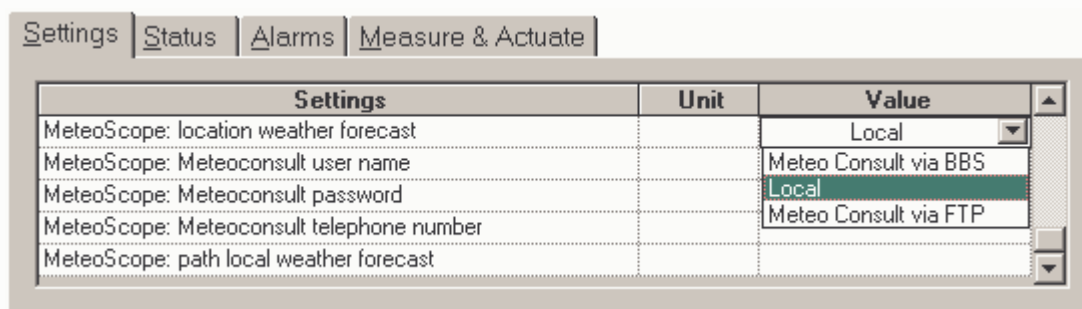 Settings Status Alarms Measure & Actuate
Settings Unit Value
MeteoScope: location weather forecast Local
MeteoScope: Meteoconsult user name Meteo Consult via BBS
MeteoScope: Meteoconsult password Local
MeteoScope: Meteoconsult telephone number Meteo Consult via FTP
MeteoScope: path local weather forecast